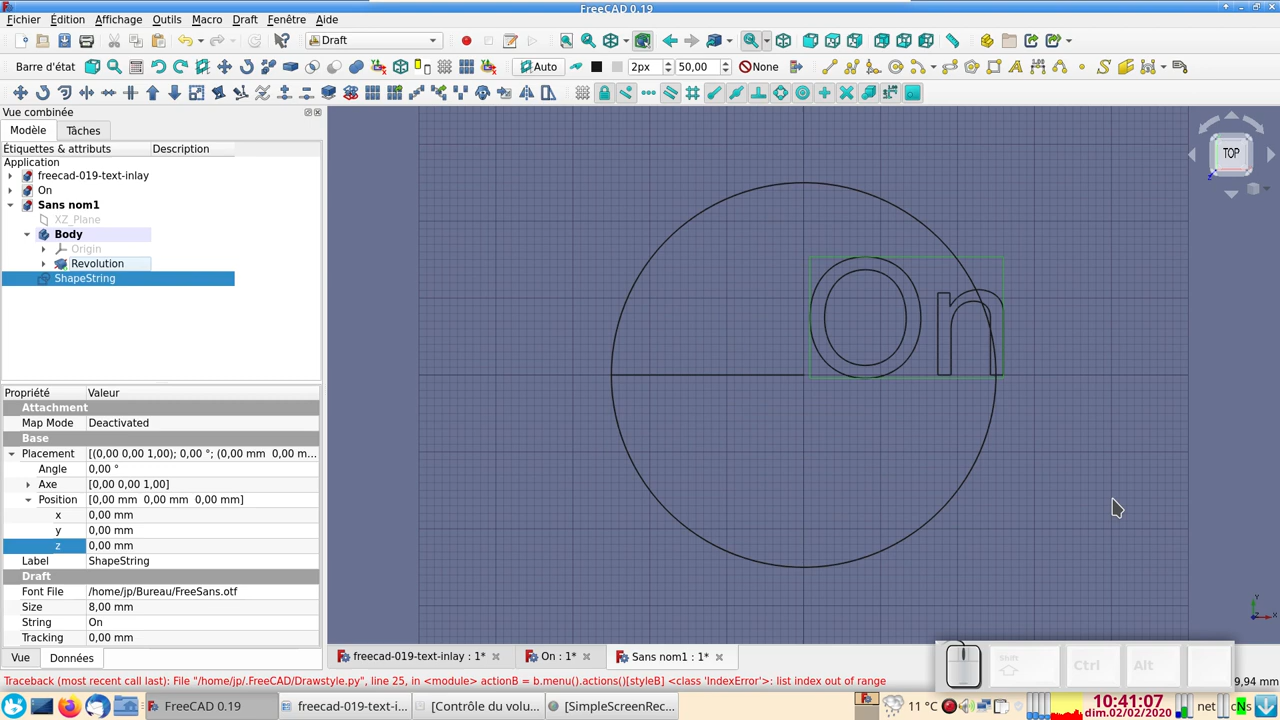 FreeCAD 0.19
Fichier Édition Affichage Outils Macro Draft Fenêtre Aide
Draft
Barre d'état Auto 2px 50,00 None
Vue combinée
Modèle Tâches
Étiquettes & attributs Description
Application
freecad-019-text-inlay
On
Sans nom1
XZ_Plane
Body
Origin
Revolution
ShapeString
TOP
On
Propriété Valeur
Attachment
Map Mode Deactivated
Base
Placement [(0,00 0,00 1,00); 0,00 °; (0,00 mm 0,00 m...
Angle 0,00 °
Axe [0,00 0,00 1,00]
Position [0,00 mm 0,00 mm 0,00 mm]
x 0,00 mm
y 0,00 mm
z 0,00 mm
Label ShapeString
Draft
Font File /home/jp/Bureau/FreeSans.otf
Size 8,00 mm
String On
Tracking 0,00 mm
Y
X
Vue Données
freecad-019-text-inlay : 1* On : 1* Sans nom1 : 1*
Shift Ctrl Alt
Traceback (most recent call last): File "/home/jp/.FreeCAD/Drawstyle.py", line 25, in <module> actionB = b.menu().actions()[styleB] <class 'IndexError'>: list index out of range
9,94 mm
FreeCAD 0.19 freecad-019-text-i... [Contrôle du volu... [SimpleScreenRec...
11 °C 10:41:07 net
dim.02/02/2020